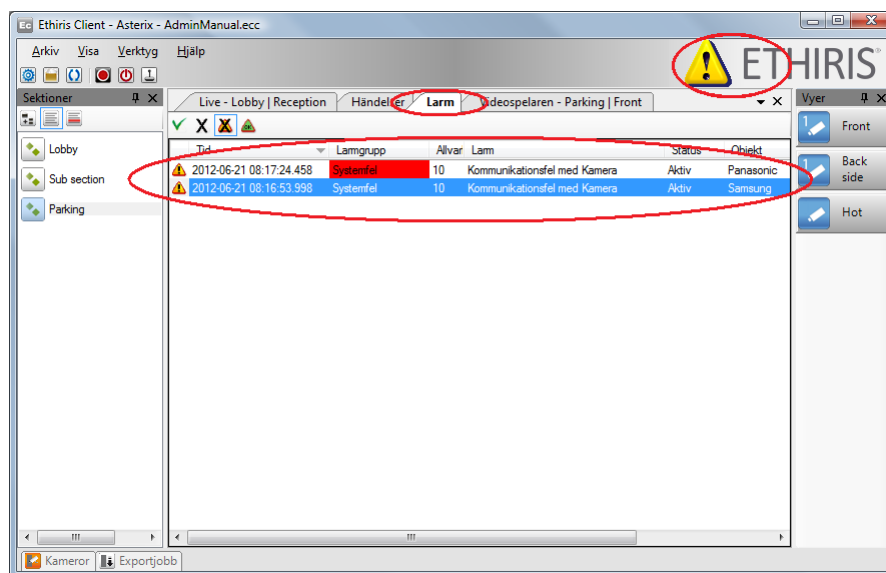 Ec Ethiris Client - Asterix - AdminManual.ecc
Arkiv Visa Verktyg Hjälp
ETHIRIS
Sektioner
Live - Lobby | Reception Händelser Larm Videospelaren - Parking | Front
Vyer
Lobby
Sub section
Parking
Tid Larmgrupp Allvar Larm Status Objekt
2012-06-21 08:17:24.458 Systemfel 10 Kommunikationsfel med Kamera Aktiv Panasonic
2012-06-21 08:16:53.998 Systemfel 10 Kommunikationsfel med Kamera Aktiv Samsung
1 Front
1 Back side
Hot
Kameror Exportjobb